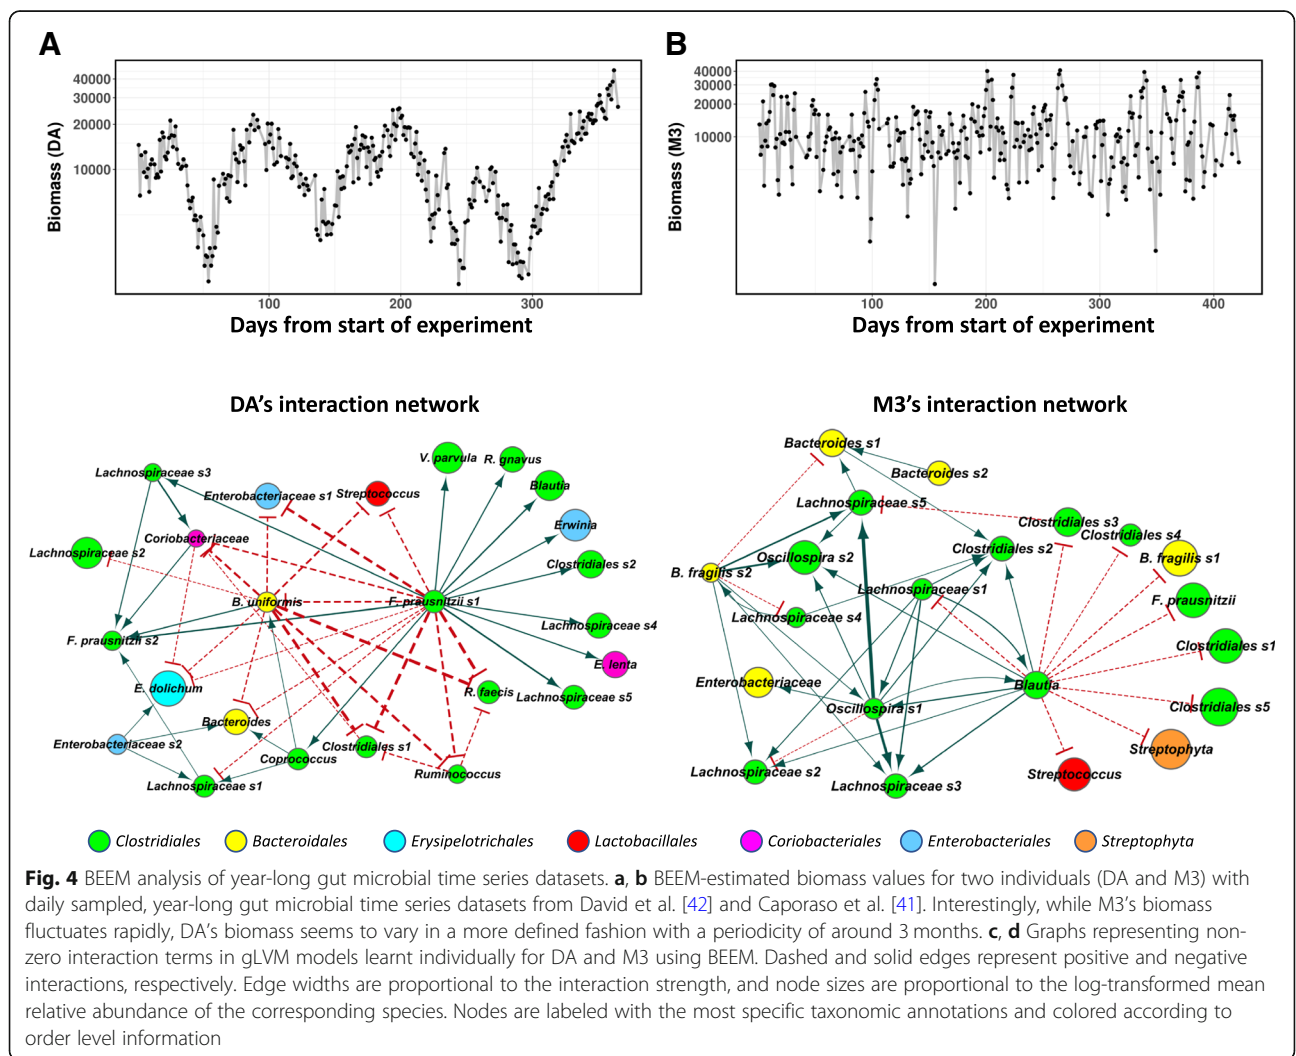 A
B
Biomass (DA)
40000
30000
20000
10000
100
200
300
Days from start of experiment
Biomass (M3)
40000
30000
20000
10000
100
200
300
400
Days from start of experiment
DA's interaction network
M3's interaction network
Lachnospiraceae s3
Enterobacteriaceae s1
Streptococcus
V. parvula
R. gnavus
Blautia
Erwinia
Coriobacteriaceae
Lachnospiraceae s2
Clostridiales s2
B. uniformis
F. prausnitzii s1
Lachnospiraceae s4
F. prausnitzii s2
E. lenta
E. dolichum
R. faecis
Lachnospiraceae s5
Bacteroides
Enterobacteriaceae s2
Clostridiales s1
Coprococcus
Ruminococcus
Lachnospiraceae s1
Bacteroides s1
Bacteroides s2
Lachnospiraceae s5
Clostridiales s3
Clostridiales s4
Oscillospira s2
Clostridiales s2
B. fragilis s1
B. fragilis s2
Lachnospiraceae s1
F. prausnitzii
Lachnospiraceae s4
Clostridiales s1
Enterobacteriaceae
Blautia
Oscillospira s1
Clostridiales s5
Streptophyta
Lachnospiraceae s2
Lachnospiraceae s3
Streptococcus
Clostridiales
Bacteroidales
Erysipelotrichales
Lactobacillales
Coriobacteriales
Enterobacteriales
Streptophyta
Fig. 4 BEEM analysis of year-long gut microbial time series datasets. a, b BEEM-estimated biomass values for two individuals (DA and M3) with
daily sampled, year-long gut microbial time series datasets from David et al. [42] and Caporaso et al. [41]. Interestingly, while M3's biomass
fluctuates rapidly, DA's biomass seems to vary in a more defined fashion with a periodicity of around 3 months. c, d Graphs representing non-
zero interaction terms in gLVM models learnt individually for DA and M3 using BEEM. Dashed and solid edges represent positive and negative
interactions, respectively. Edge widths are proportional to the interaction strength, and node sizes are proportional to the log-transformed mean
relative abundance of the corresponding species. Nodes are labeled with the most specific taxonomic annotations and colored according to
order level information